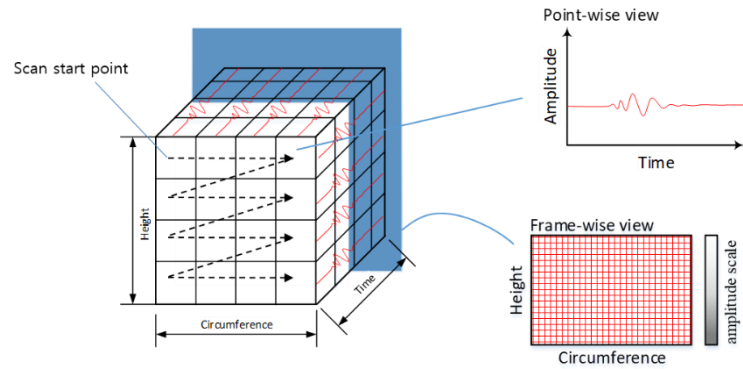 Point-wise view
Scan start point
Amplitude
Time
Height
Time
Circumference
Frame-wise view
Height
amplitude scale
Circumference